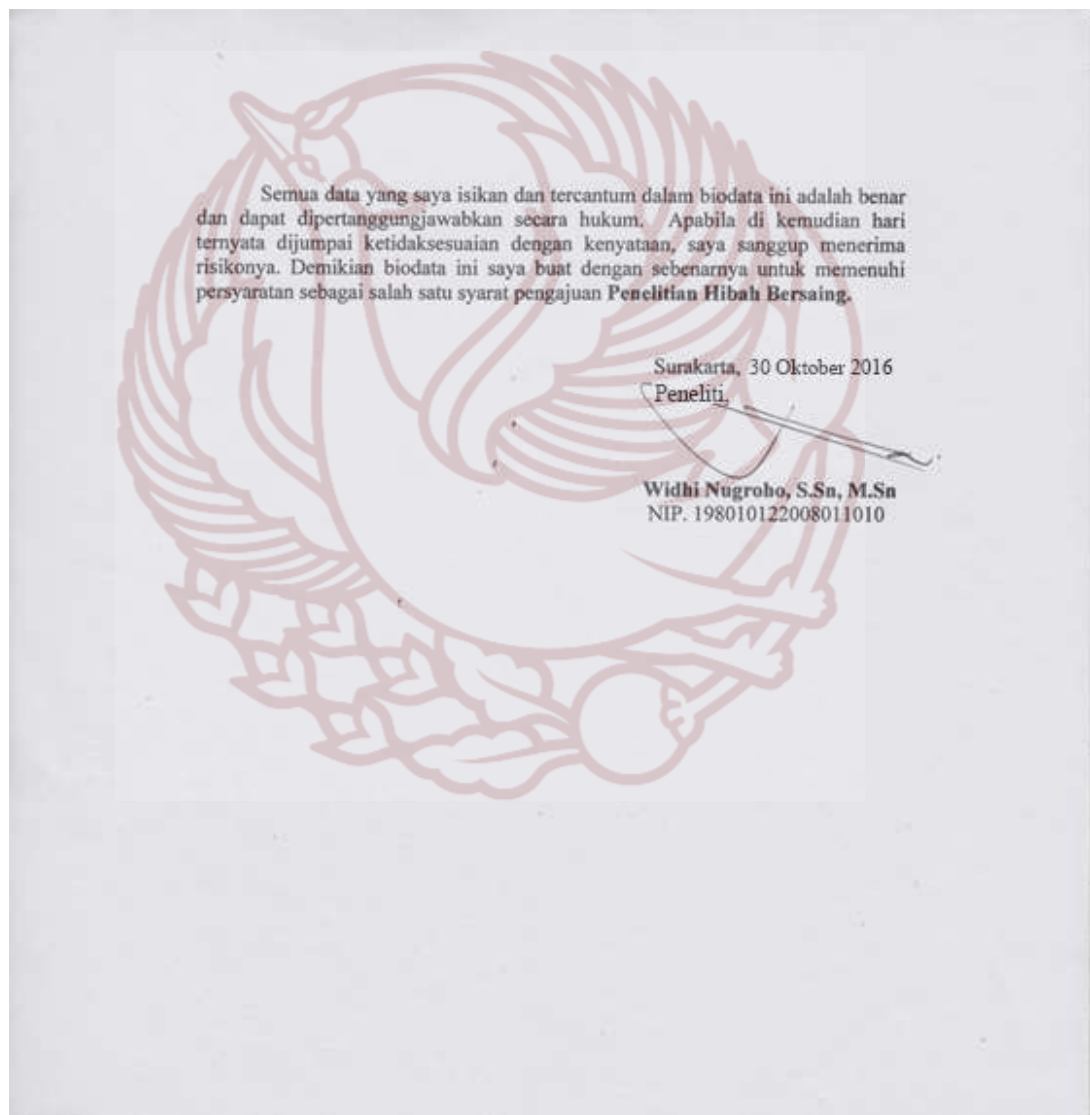 Semua data yang saya isikan dan tercantum dalam biodata ini adalah benar
dan dapat dipertanggungjawabkan secara hukum. Apabila di kemudian hari
ternyata dijumpai ketidaksesuaian dengan kenyataan, saya sanggup menerima
risikonya. Demikian biodata ini saya buat dengan sebenarnya untuk memenuhi
persyaratan sebagai salah satu syarat pengajuan Penelitian Hibah Bersaing.
Surakarta, 30 Oktober 2016
Peneliti,
Widhi Nugroho, S.Sn, M.Sn
NIP. 198010122008011010